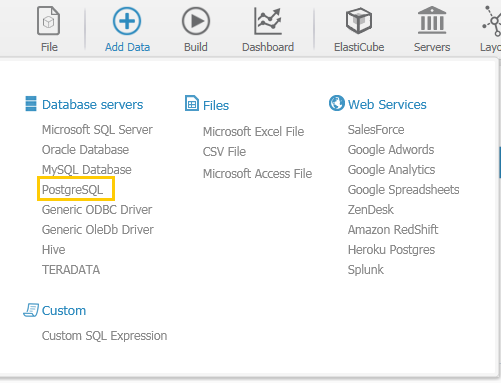 File
Add Data
Build
Dashboard
ElastiCube
Servers
Database servers
Microsoft SQL Server
Oracle Database
MySQL Database
PostgreSQL
Generic ODBC Driver
Generic OleDb Driver
Hive
TERADATA
Files
Microsoft Excel File
CSV File
Microsoft Access File
Web Services
SalesForce
Google Adwords
Google Analytics
Google Spreadsheets
ZenDesk
Amazon RedShift
Heroku Postgres
Splunk
Custom
Custom SQL Expression